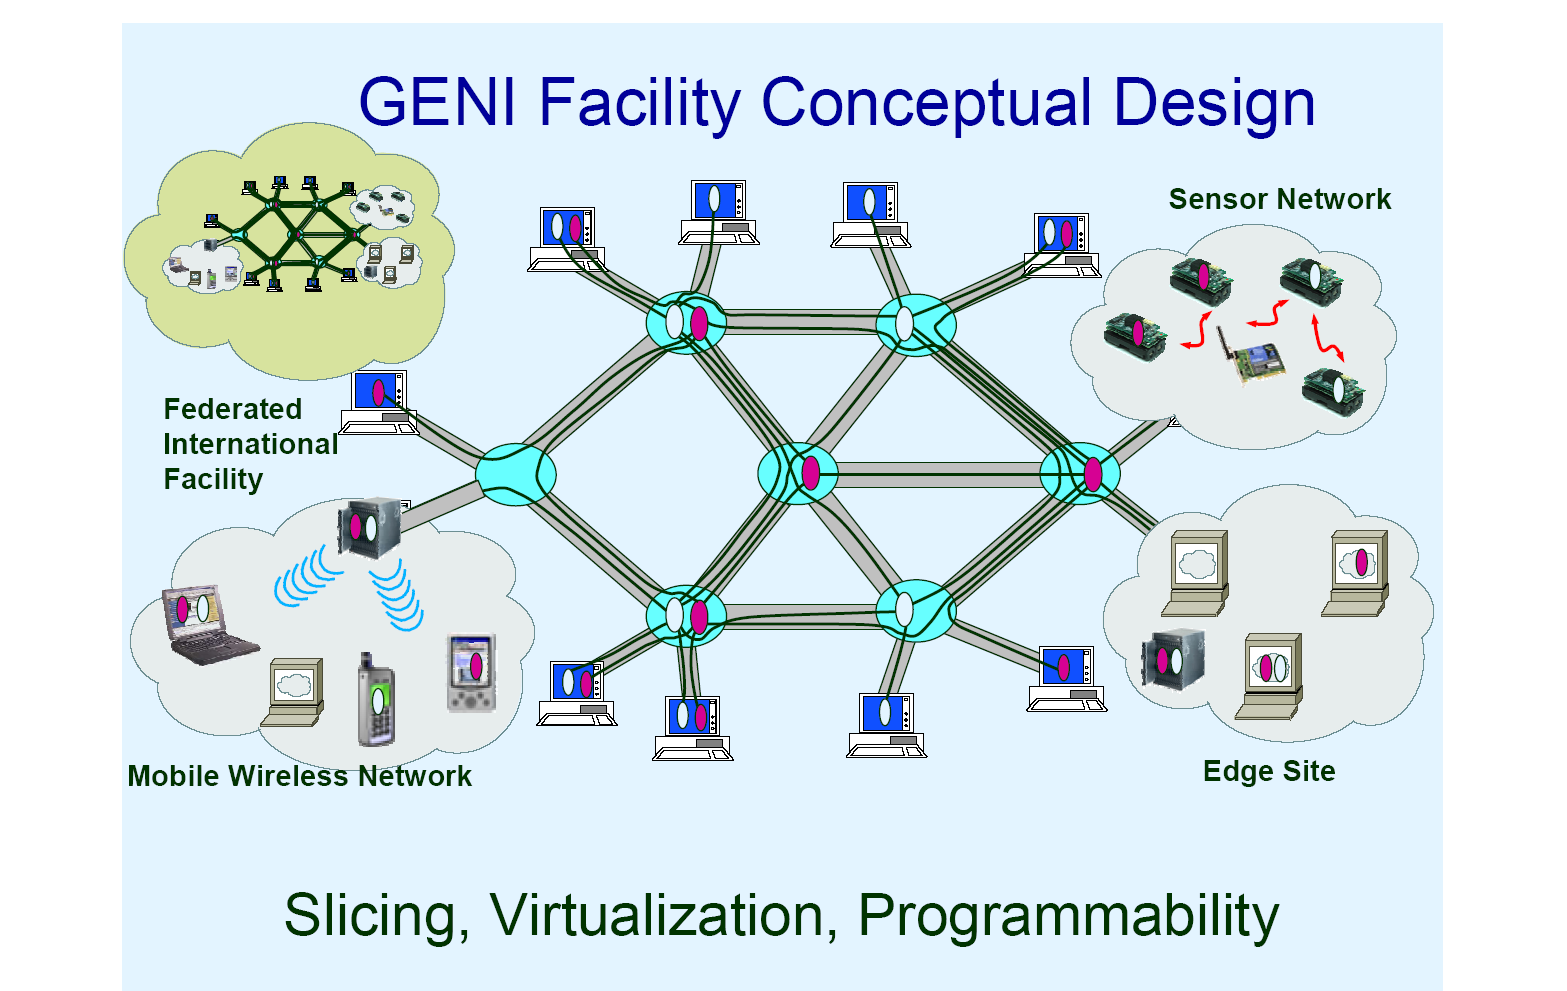 GENI Facility Conceptual Design
Sensor Network
Federated
International
Facility
Mobile Wireless Network
Edge Site
Slicing, Virtualization, Programmability